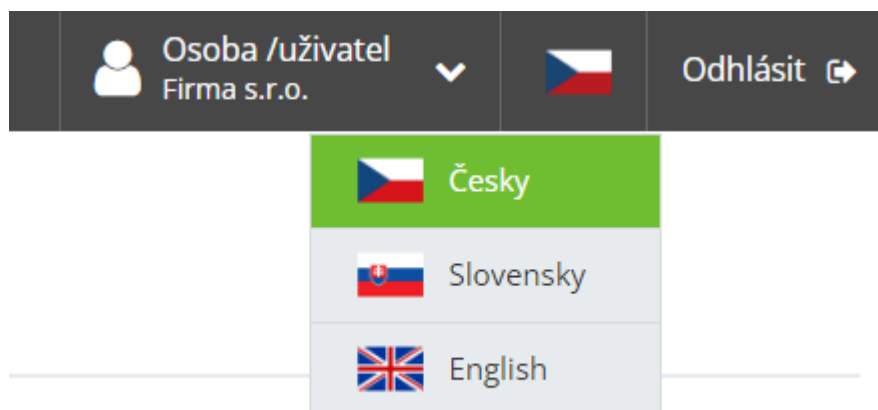 Osoba /uživatel
Firma s.r.o.
Odhlásit
Česky
Slovensky
English